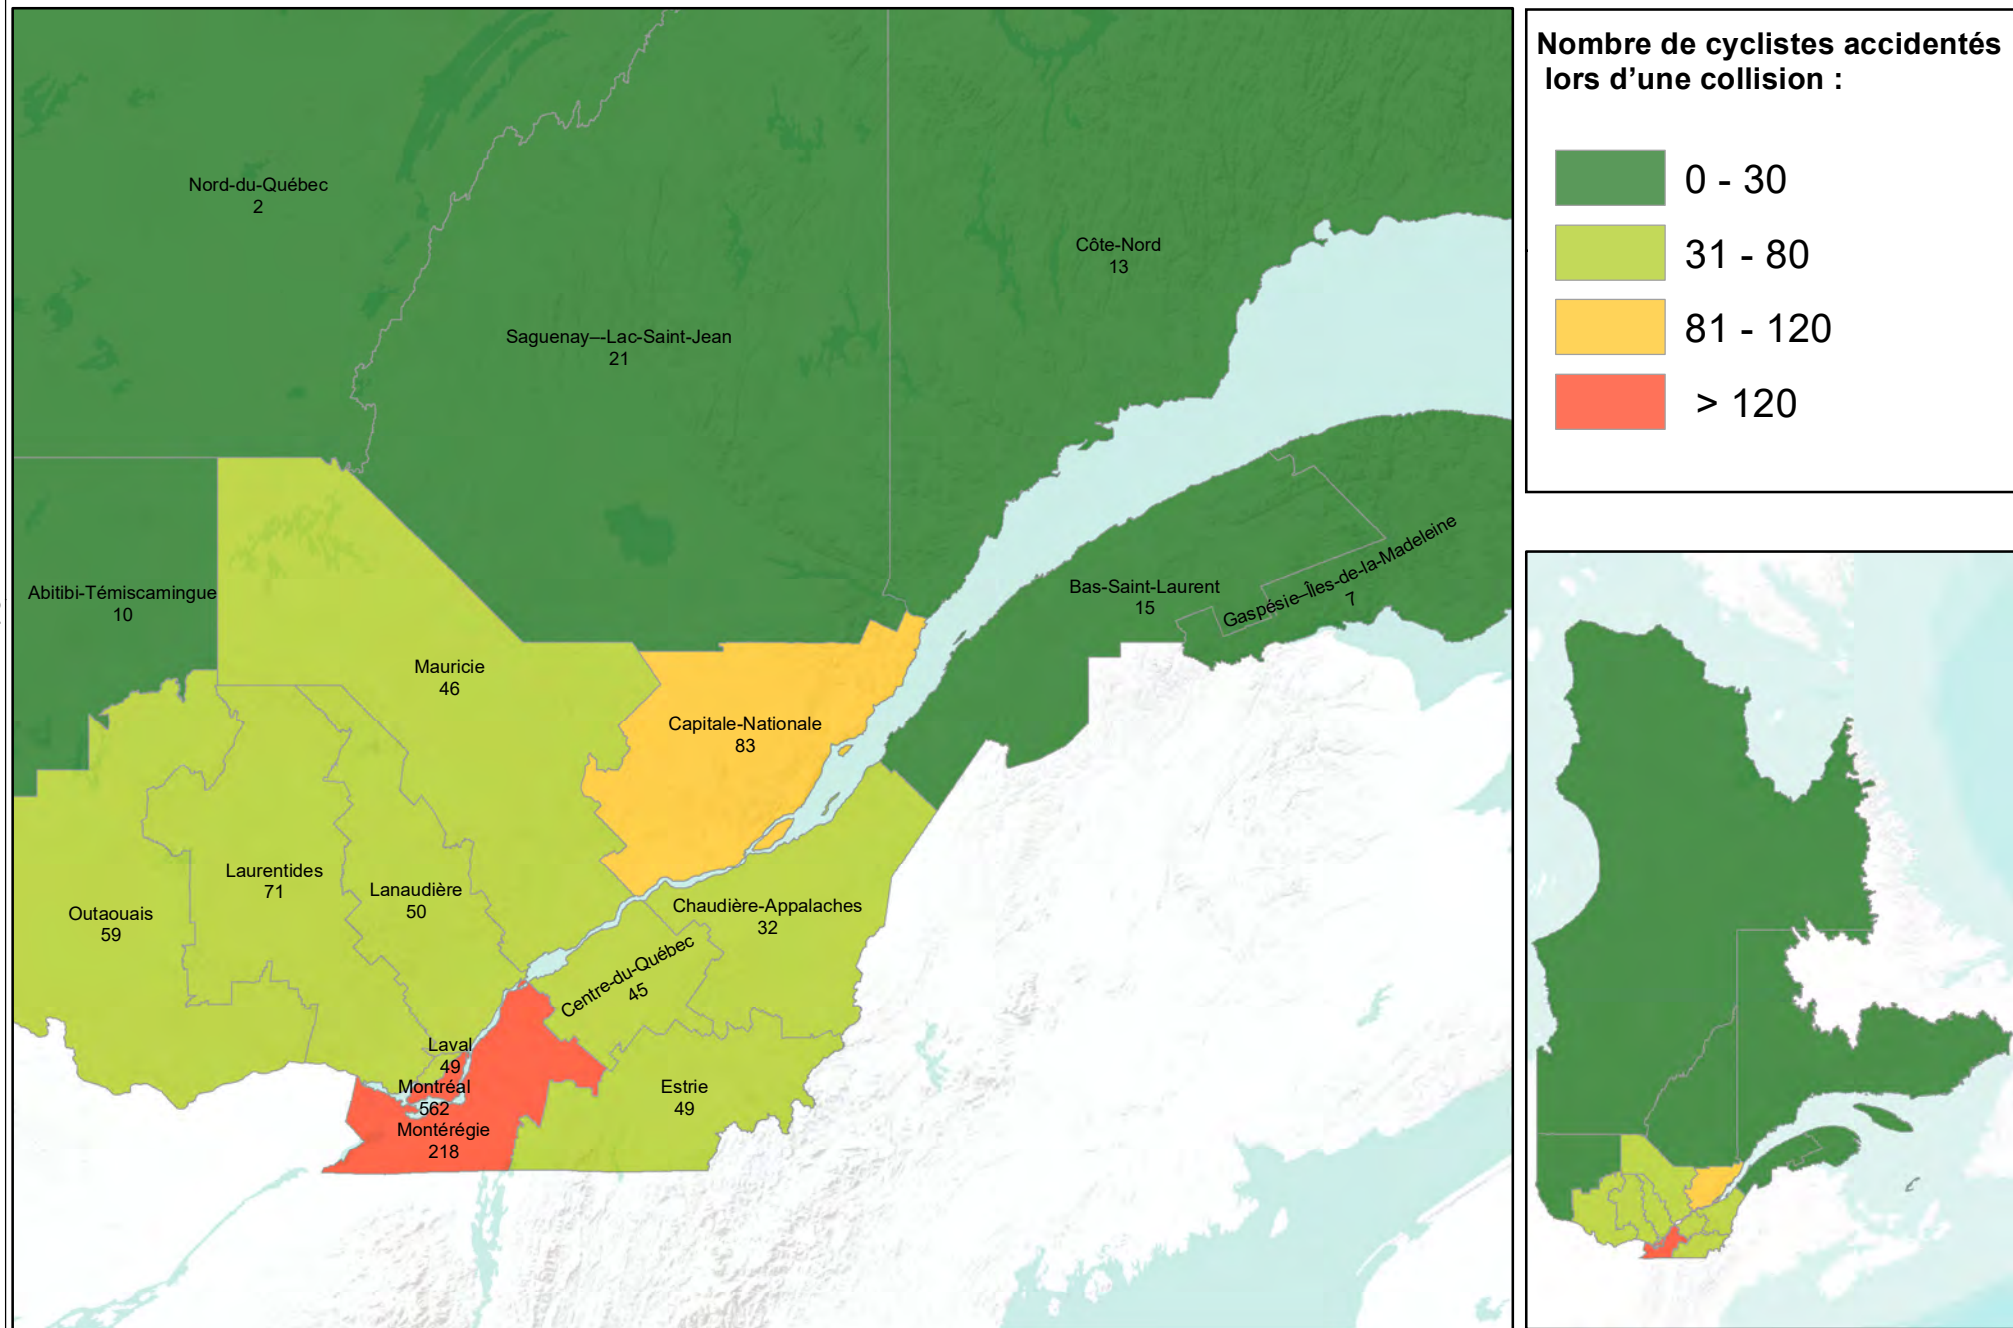 Nombre de cyclistes accidentés
lors d’une collision :
0 - 30
31 - 80
81 - 120
> 120
Nord-du-Québec
2
Côte-Nord
13
Saguenay--Lac-Saint-Jean
21
Abitibi-Témiscamingue
10
Bas-Saint-Laurent
15
Gaspésie–Îles-de-la-Madeleine
7
Mauricie
46
Capitale-Nationale
83
Laurentides
71
Lanaudière
50
Outaouais
59
Chaudière-Appalaches
32
Centre-du-Québec
45
Laval
49
Montréal
562
Montérégie
218
Estrie
49